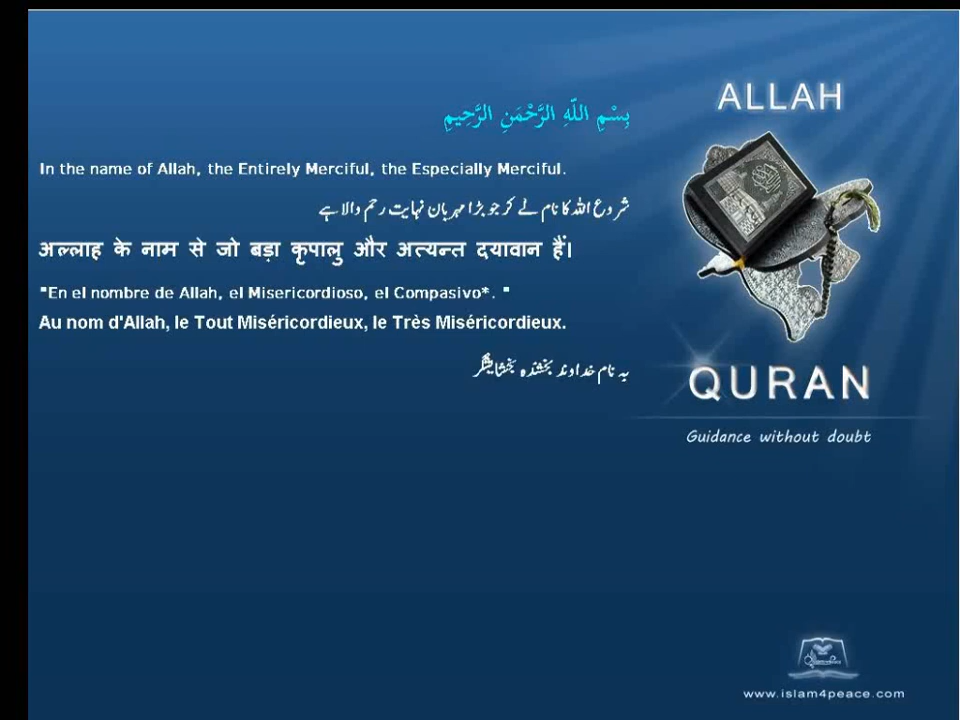 بِسْمِ اللَّهِ الرَّحْمَنِ الرَّحِيمِ
In the name of Allah, the Entirely Merciful, the Especially Merciful.
شروع اللہ کا نام لے کر جو بڑا مہربان نہایت رحم والا ہے
अल्लाह के नाम से जो बड़ा कृपालु और अत्यन्त दयावान हैं।
"En el nombre de Allah, el Misericordioso, el Compasivo*. "
Au nom d'Allah, le Tout Miséricordieux, le Très Miséricordieux.
به نام خداوند بخشنده بخشایشگر
ALLAH
QURAN
Guidance without doubt
www.islam4peace.com